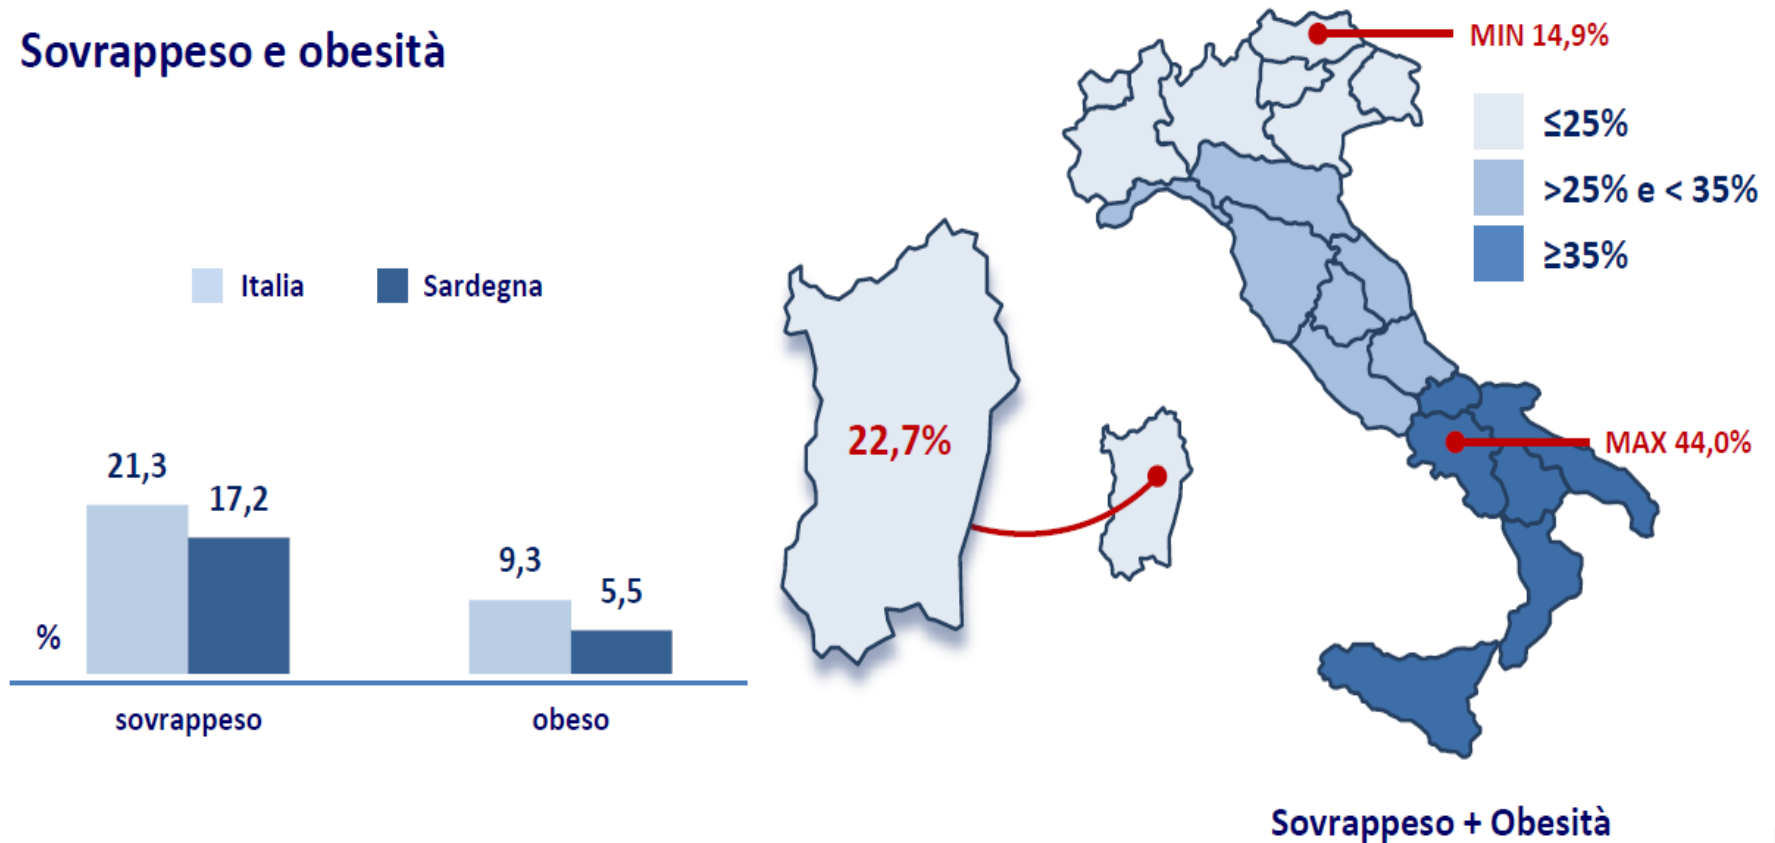 Sovrappeso e obesità
Italia
Sardegna
21,3
17,2
9,3
5,5
%
sovrappeso
obeso
22,7%
MIN 14,9%
≤25%
>25% e < 35%
≥35%
MAX 44,0%
Sovrappeso + Obesità